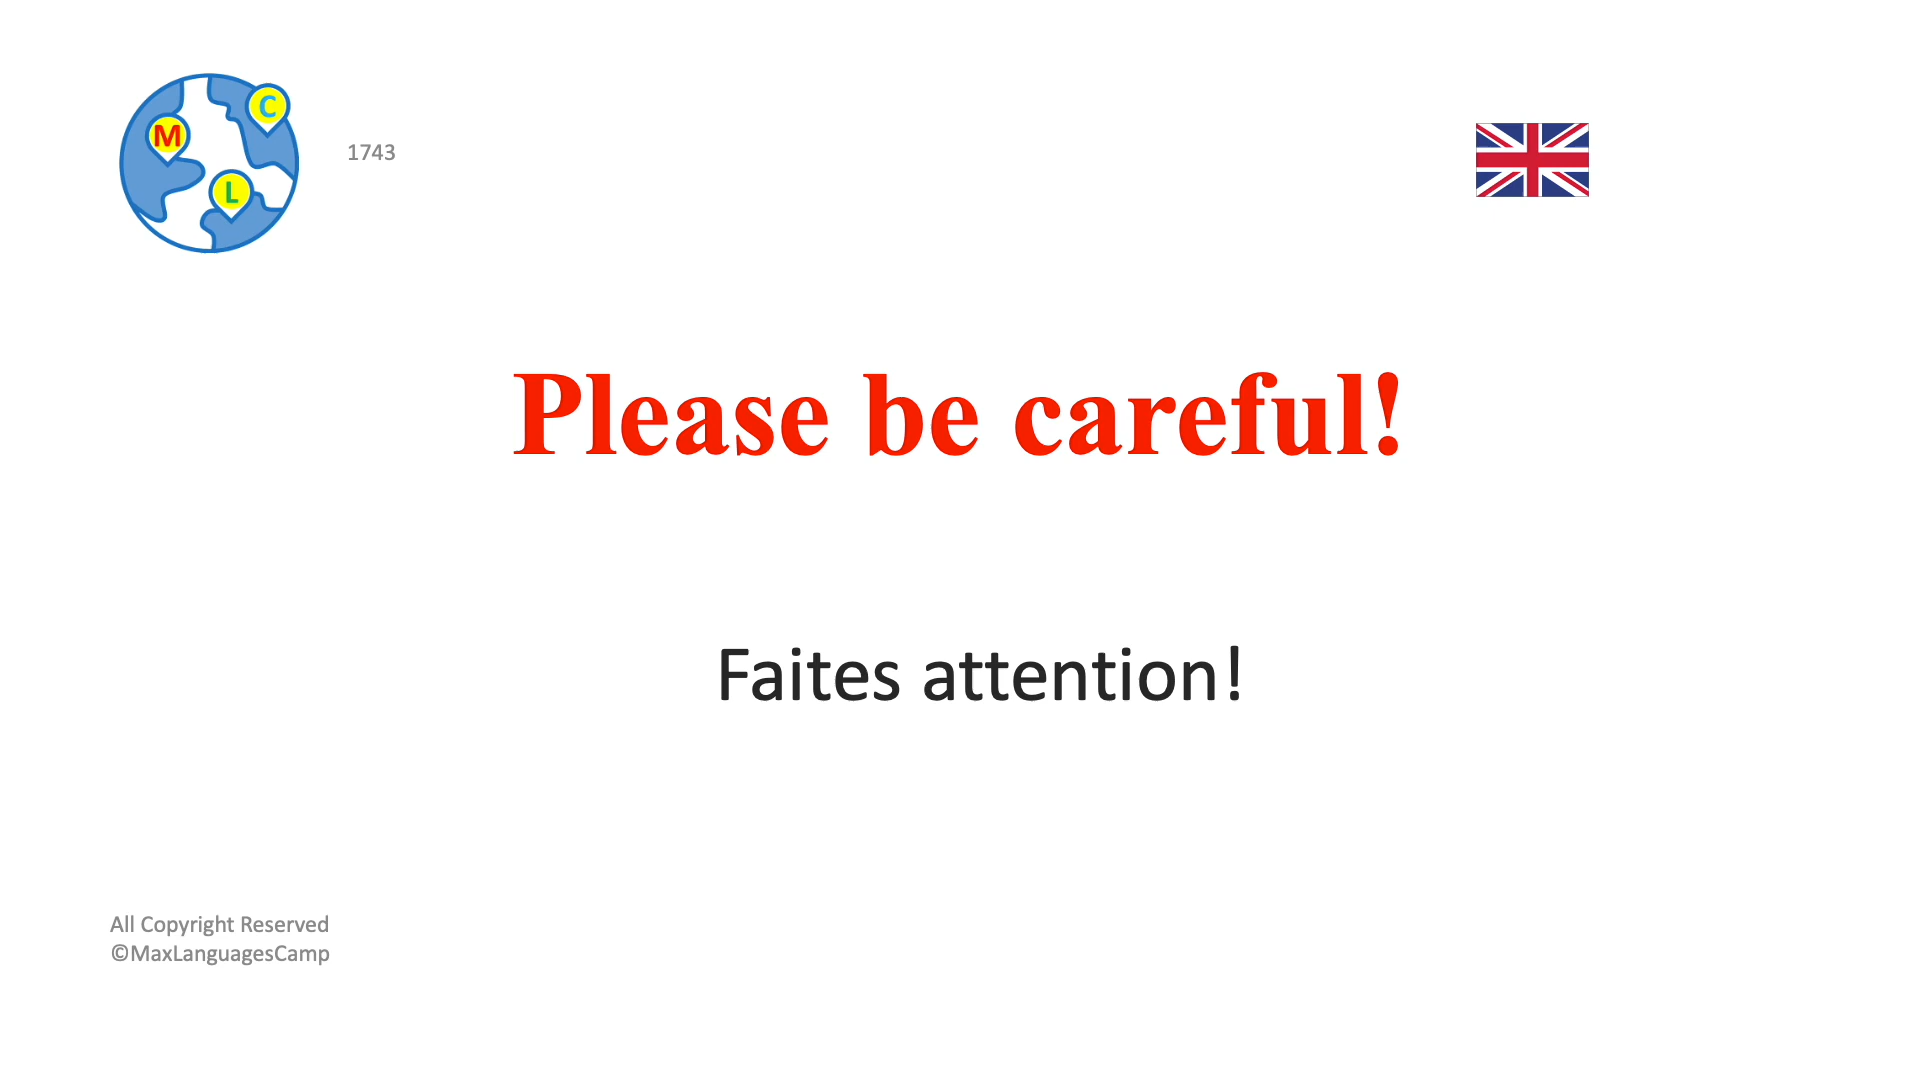 M
C
L
1743
Please be careful!
Faites attention!
All Copyright Reserved
©MaxLanguagesCamp